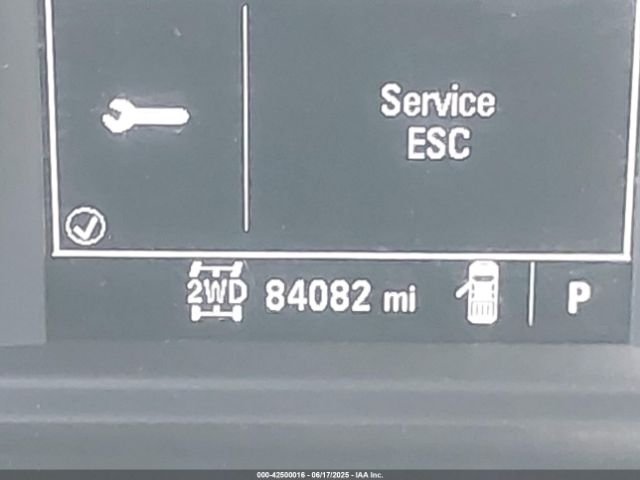 Service
ESC
2WD 84082 mi P
000-42500016 - 06/17/2025 - IAA Inc.